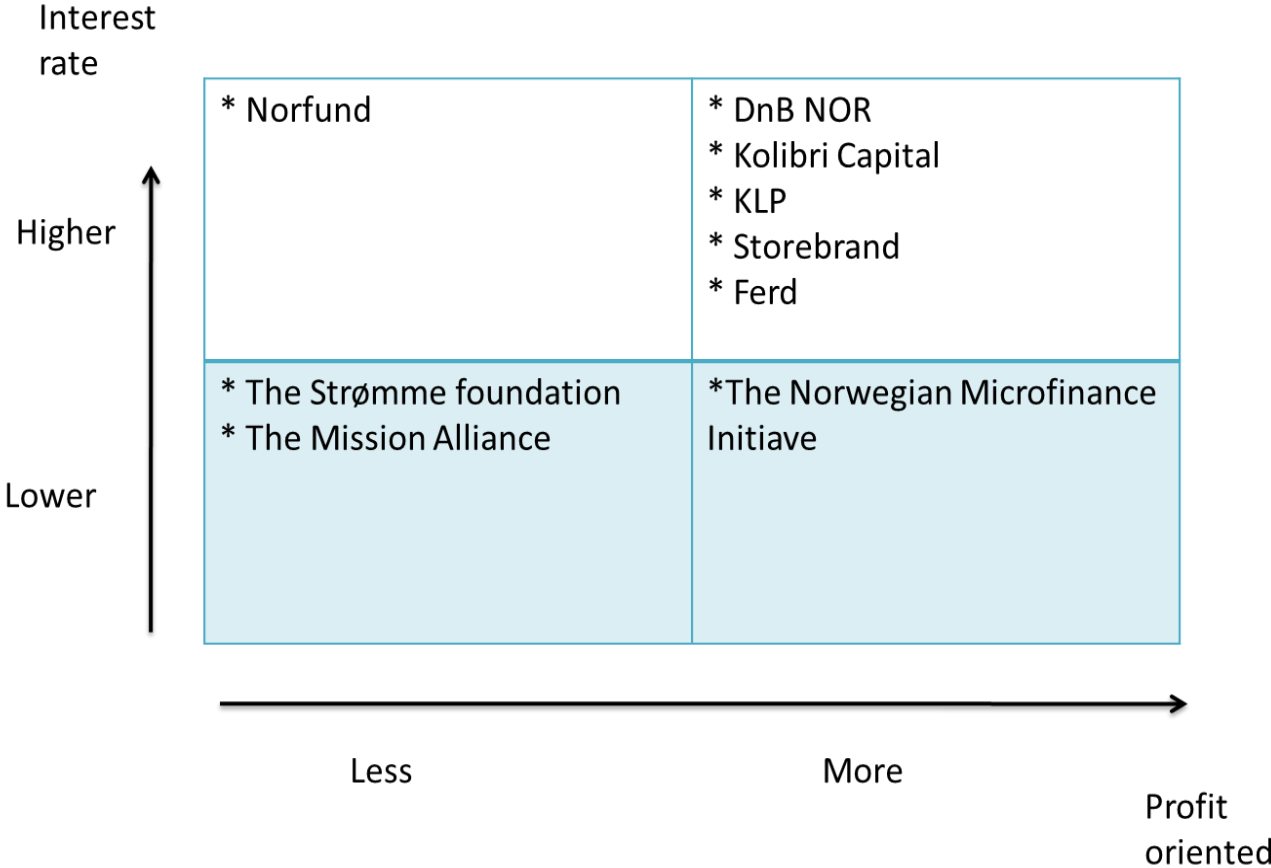 Interest
rate
* Norfund
* DnB NOR
* Kolibri Capital
* KLP
* Storebrand
* Ferd
Higher
* The Strømme foundation
* The Mission Alliance
*The Norwegian Microfinance
Initiave
Lower
Less
More
Profit
oriented